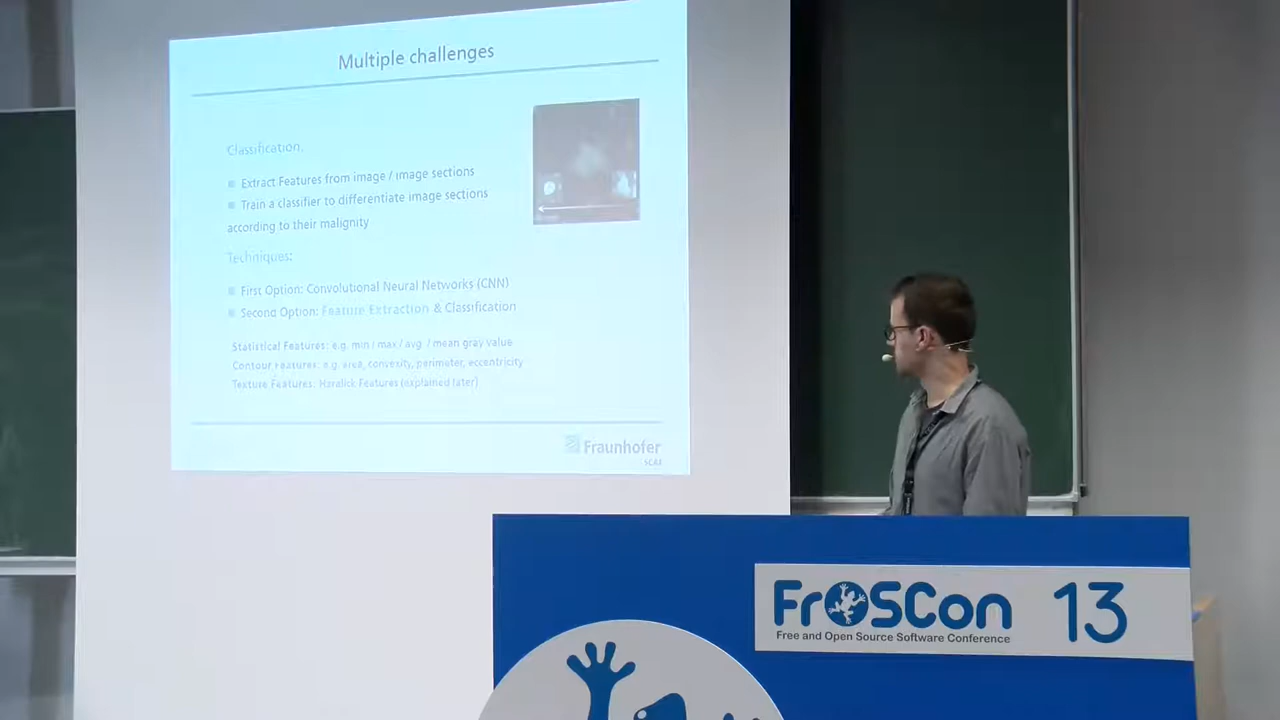 Multiple challenges
Classification:
Extract Features from image / image sections
Train a classifier to differentiate image sections
according to their malignity
Techniques:
First Option: Convolutional Neural Networks (CNN)
Second Option: Feature Extraction & Classification
Statistical Features: e.g. min / max / avg / mean gray value
Contour Features: e.g. area, convexity, perimeter, eccentricity
Texture Features: Haralick Features (explained later)
Fraunhofer
SCAI
FrOSCon 13
Free and Open Source Software Conference